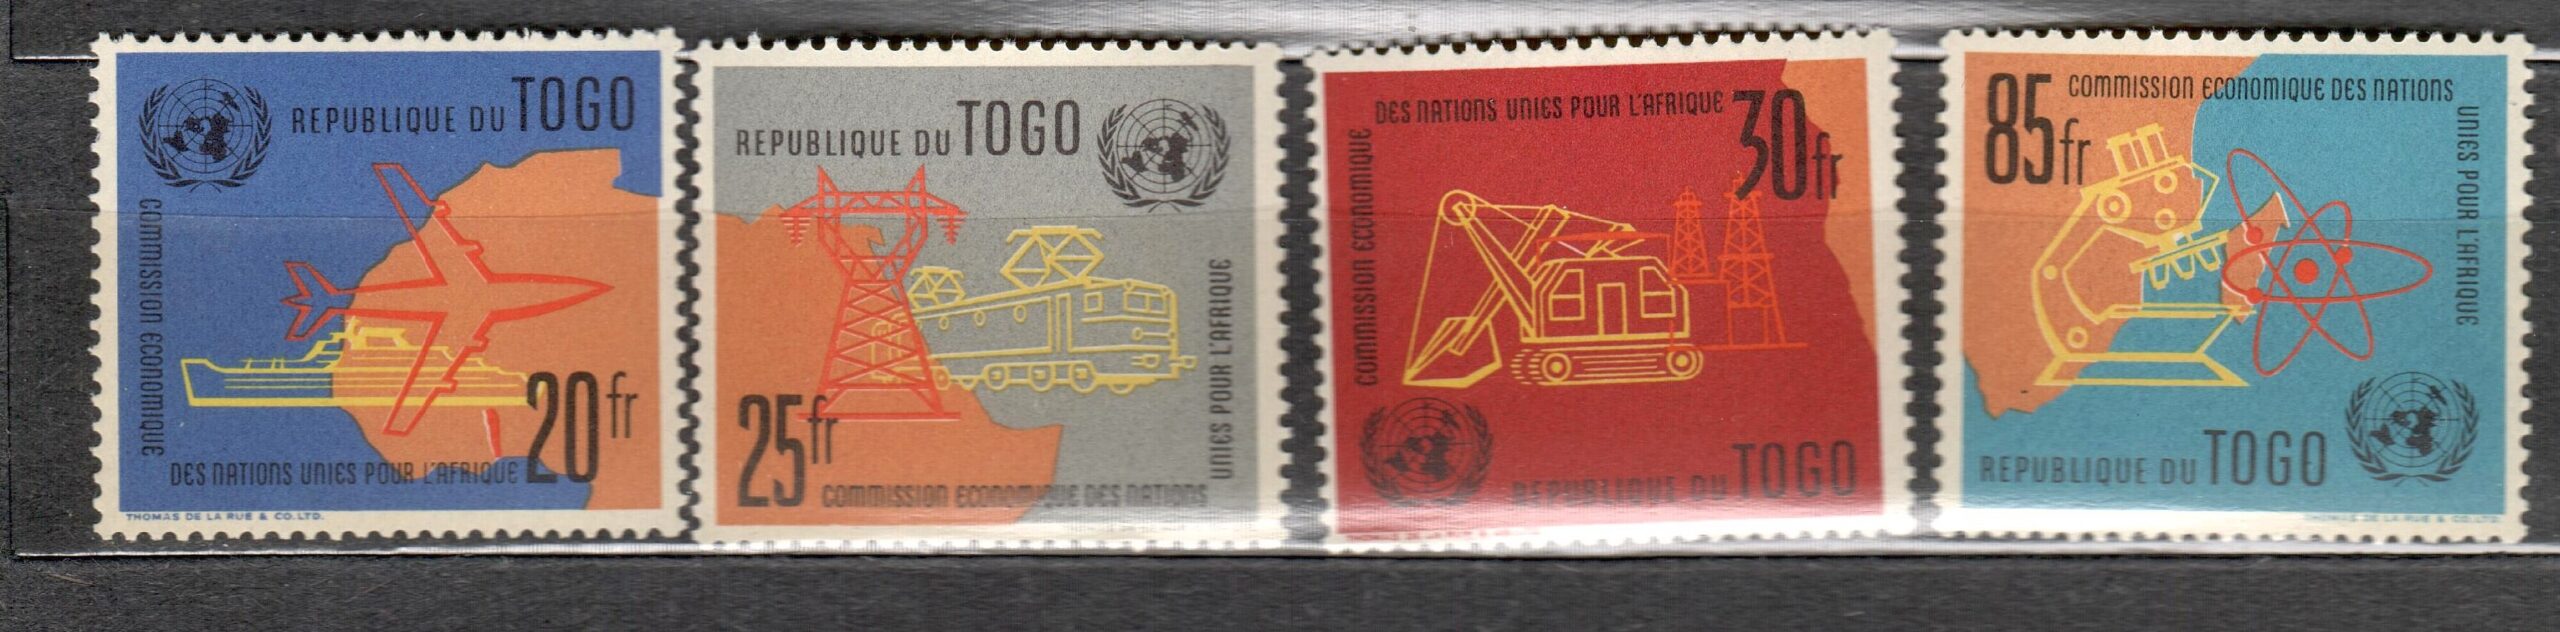 REPUBLIQUE DU TOGO
COMMISSION ECONOMIQUE
DES NATIONS UNIES POUR L'AFRIQUE
20fr
THOMAS DE LA RUE & CO. LTD.
REPUBLIQUE DU TOGO
25fr
COMMISSION ECONOMIQUE DES NATIONS
UNIES POUR L'AFRIQUE
COMMISSION ECONOMIQUE
DES NATIONS UNIES POUR L'AFRIQUE
30fr
REPUBLIQUE DU TOGO
85fr
COMMISSION ECONOMIQUE DES NATIONS
UNIES POUR L'AFRIQUE
REPUBLIQUE DU TOGO
THOMAS DE LA RUE & CO. LTD.